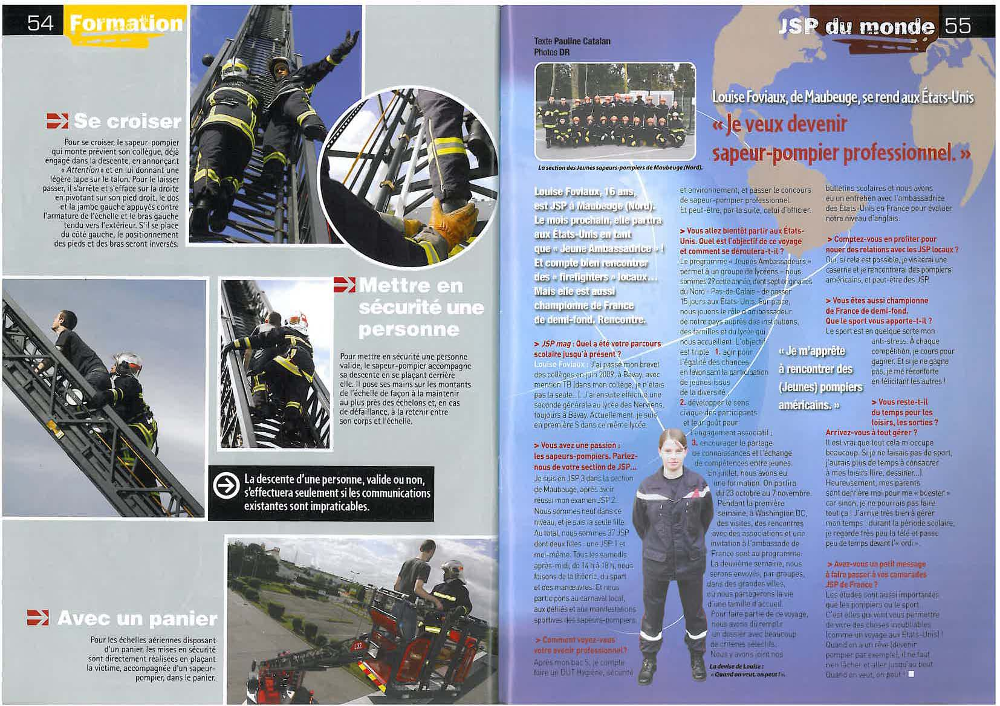 54 Formation
Se croiser
Pour se croiser, le sapeur-pompier
qui monte prévient son collègue, déjà
engagé dans la descente, en annonçant
« Attention » et en lui donnant une
légère tape sur le talon. Pour le laisser
passer, il s'arrête et s'efface sur la droite
en pivotant sur son pied droit, le dos
et la jambe gauche appuyés contre
l'armature de l'échelle et le bras gauche
tendu vers l'extérieur. S'il se place
du côté gauche, le positionnement
des pieds et des bras seront inversés.
Mettre en
sécurité une
personne
Pour mettre en sécurité une personne
valide, le sapeur-pompier accompagne
sa descente en se plaçant derrière
elle. Il pose ses mains sur les montants
de l'échelle de façon à la maintenir
au plus près des échelons et, en cas
de défaillance, à la retenir entre
son corps et l'échelle.
La descente d'une personne, valide ou non,
s'effectuera seulement si les communications
existantes sont impraticables.
Avec un panier
Pour les échelles aériennes disposant
d'un panier, les mises en sécurité
sont directement réalisées en plaçant
la victime, accompagnée d'un sapeur-
pompier, dans le panier.
L32
JSP du monde 55
Texte Pauline Catalan
Photos DR
La section des Jeunes sapeurs-pompiers de Maubeuge (Nord).
Louise Foviaux, de Maubeuge, se rend aux États-Unis
« Je veux devenir
sapeur-pompier professionnel. »
Louise Foviaux, 16 ans,
est JSP à Maubeuge (Nord).
Le mois prochain, elle partira
aux États-Unis en tant
que « Jeune Ambassadrice » !
Et compte bien rencontrer
des « firefighters » locaux...
Mais elle est aussi
championne de France
de demi-fond. Rencontre.
> JSP mag : Quel a été votre parcours
scolaire jusqu'à présent ?
Louise Foviaux : J'ai passé mon brevet
des collèges en juin 2009, à Bavay, avec
mention TB (dans mon collège, je n'étais
pas la seule...). J'ai ensuite effectué une
seconde générale au lycée des Nerviens,
toujours à Bavay. Actuellement, je suis
en première S dans ce même lycée.
> Vous avez une passion :
les sapeurs-pompiers. Parlez-
nous de votre section de JSP...
Je suis en JSP 3 dans la section
de Maubeuge, après avoir
réussi mon examen JSP 2.
Nous sommes neuf dans ce
niveau, et je suis la seule fille.
Au total, nous sommes 37 JSP
dont deux filles : une JSP 1 et
moi-même. Tous les samedis
après-midi, de 14 h à 18 h, nous
faisons de la théorie, du sport
et des manœuvres. Et nous
participons au carnaval local,
aux défilés et aux manifestations
sportives des sapeurs-pompiers.
> Comment voyez-vous
votre avenir professionnel ?
Après mon bac S, je compte
faire un DUT Hygiène, sécurité
et environnement, et passer le concours
de sapeur-pompier professionnel.
Et peut-être, par la suite, celui d'officier.
> Vous allez bientôt partir aux États-
Unis. Quel est l'objectif de ce voyage
et comment se déroulera-t-il ?
Le programme « Jeunes Ambassadeurs »
permet à un groupe de lycéens – nous
sommes 29 cette année, dont sept originaires
du Nord - Pas-de-Calais – de passer
15 jours aux États-Unis. Sur place,
nous jouons le rôle d'ambassadeur
de notre pays auprès des institutions,
des familles et du lycée qui
nous accueillent. L'objectif
est triple 1. agir pour
l'égalité des chances
en favorisant la participation
de jeunes issus
de la diversité ;
2. développer le sens
civique des participants
et leur goût pour
l'engagement associatif ;
3. encourager le partage
de connaissances et l'échange
de compétences entre jeunes.
En juillet, nous avons eu
une formation. On partira
du 23 octobre au 7 novembre.
Pendant la première
semaine, à Washington DC,
des visites, des rencontres
avec des associations et une
invitation à l'ambassade de
France sont au programme.
La deuxième semaine, nous
serons envoyés, par groupes,
dans des grandes villes,
où nous partagerons la vie
d'une famille d'accueil.
Pour faire partie de ce voyage,
nous avons dû remplir
un dossier avec beaucoup
de critères sélectifs.
Nous y avons joint nos
La devise de Louise :
« Quand on veut, on peut ! ».
bulletins scolaires et nous avons
eu un entretien avec l'ambassadrice
des États-Unis en France pour évaluer
notre niveau d'anglais.
> Comptez-vous en profiter pour
nouer des relations avec les JSP locaux ?
Oui, si cela est possible, je visiterai une
caserne et je rencontrerai des pompiers
américains, et peut-être des JSP.
> Vous êtes aussi championne
de France de demi-fond.
Que le sport vous apporte-t-il ?
Le sport est en quelque sorte mon
anti-stress. À chaque
compétition, je cours pour
gagner. Et si je ne gagne
pas, je me réconforte
en félicitant les autres !
« Je m'apprête
à rencontrer des
(Jeunes) pompiers
américains. »
> Vous reste-t-il
du temps pour les
loisirs, les sorties ?
Arrivez-vous à tout gérer ?
Il est vrai que tout cela m'occupe
beaucoup. Si je ne faisais pas de sport,
j'aurais plus de temps à consacrer
à mes loisirs (lire, dessiner...).
Heureusement, mes parents
sont derrière moi pour me « booster »
car sinon, je ne pourrais pas faire
tout ça ! J'arrive très bien à gérer
mon temps : durant la période scolaire,
je regarde très peu la télé et passe
peu de temps devant l'« ordi ».
> Avez-vous un petit message
à faire passer à vos camarades
JSP de France ?
Les études sont aussi importantes
que les pompiers ou le sport.
C'est elles qui vont vous permettre
de vivre des choses inoubliables
(comme un voyage aux États-Unis) !
Quand on a un rêve (devenir
pompier par exemple), il ne faut
rien lâcher et aller jusqu'au bout.
Quand on veut, on peut !